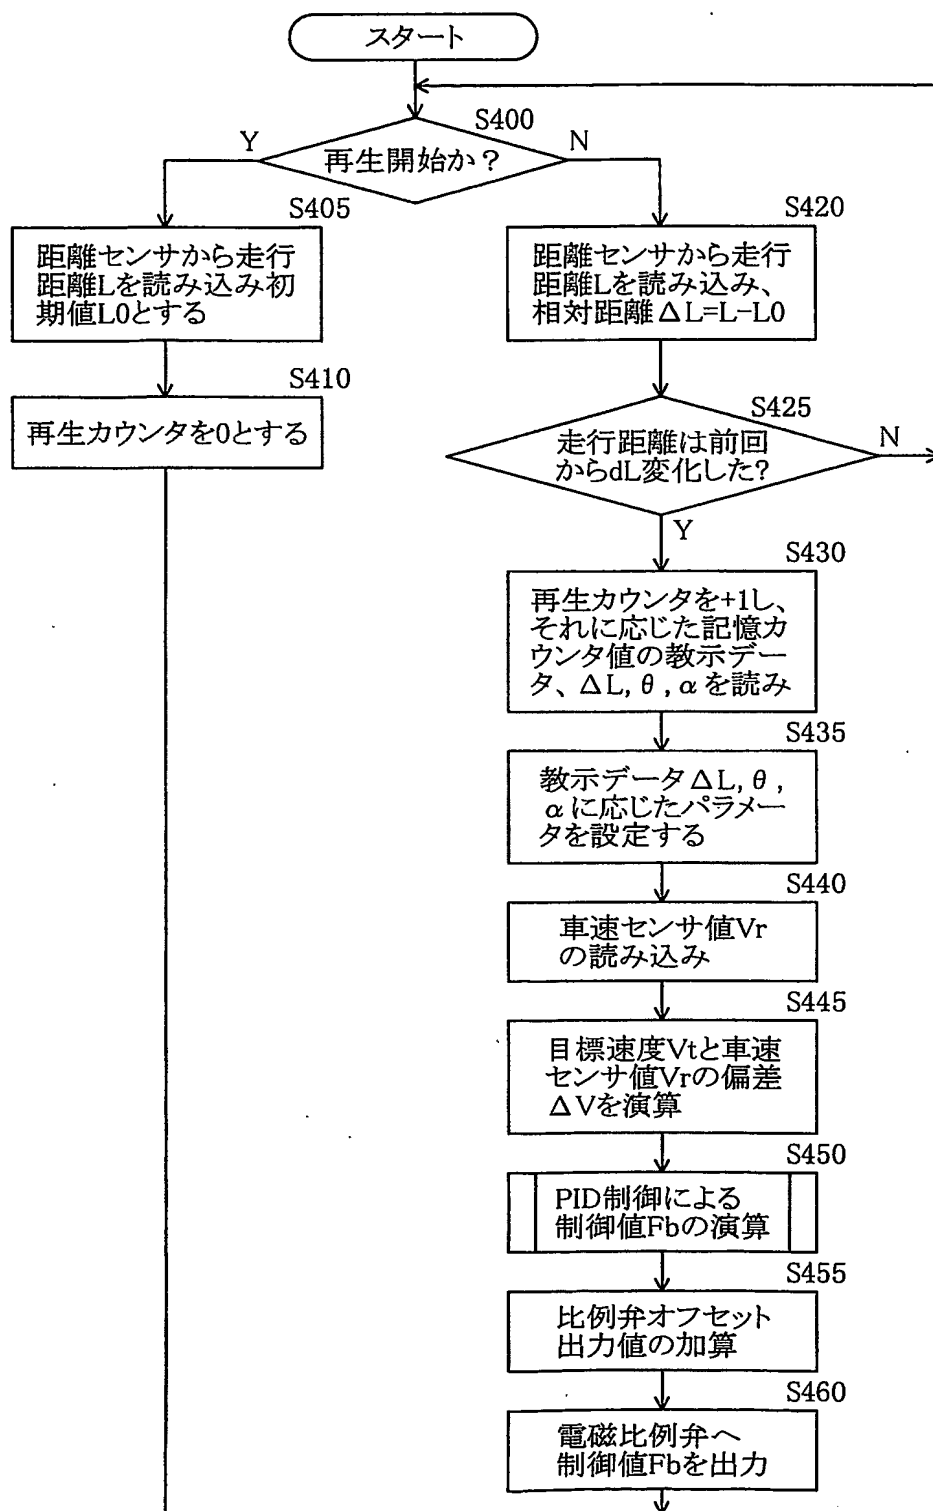 スタート
S400
Y
再生開始か？
N
S405
距離センサから走行
距離Lを読み込み初
期値L0とする
S410
再生カウンタを0とする
S420
距離センサから走行
距離Lを読み込み、
相対距離ΔL=L-L0
S425
走行距離は前回
からdL変化した?
N
Y
S430
再生カウンタを+1し、
それに応じた記憶カ
ウンタ値の教示デー
タ、ΔL,θ,αを読み
S435
教示データΔL,θ,
αに応じたパラメー
タを設定する
S440
車速センサ値Vr
の読み込み
S445
目標速度Vtと車速
センサ値Vrの偏差
ΔVを演算
S450
PID制御による
制御値Fbの演算
S455
比例弁オフセット
出力値の加算
S460
電磁比例弁へ
制御値Fbを出力